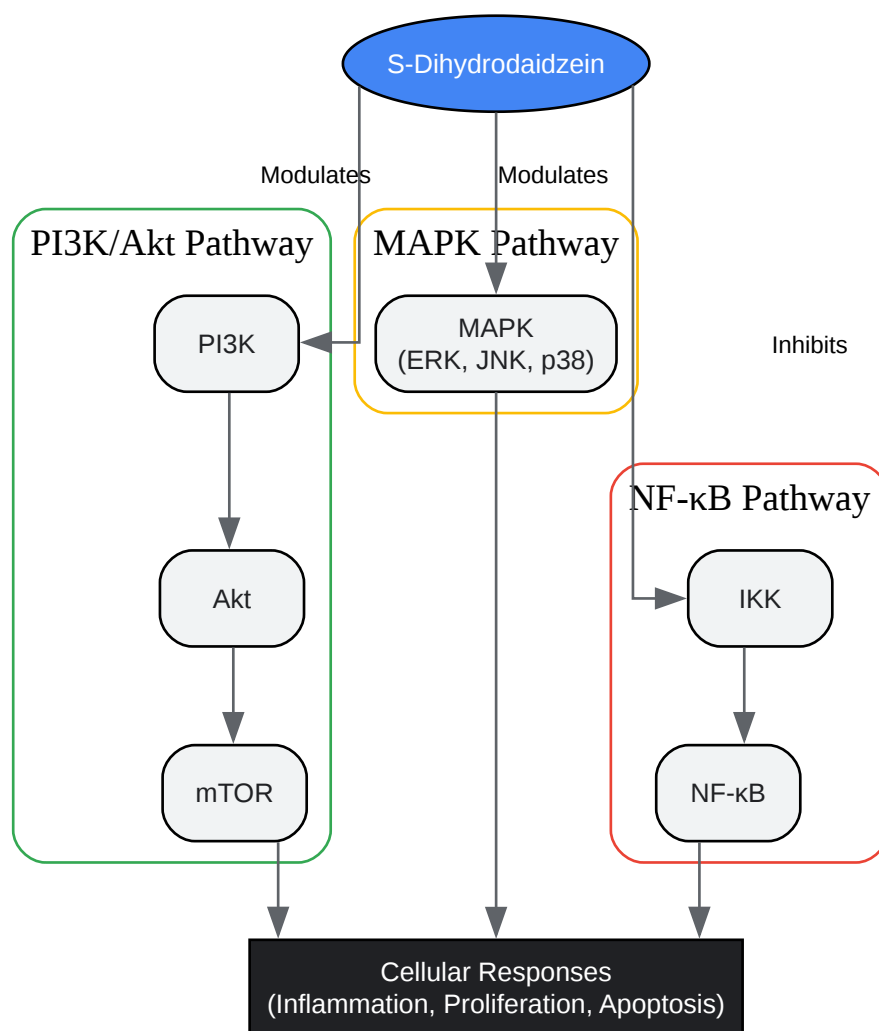 S-Dihydrodaidzein
Modulates
Modulates
PI3K/Akt Pathway
MAPK Pathway
PI3K
MAPK
(ERK, JNK, p38)
Inhibits
NF-κB Pathway
Akt
IKK
mTOR
NF-κB
Cellular Responses
(Inflammation, Proliferation, Apoptosis)